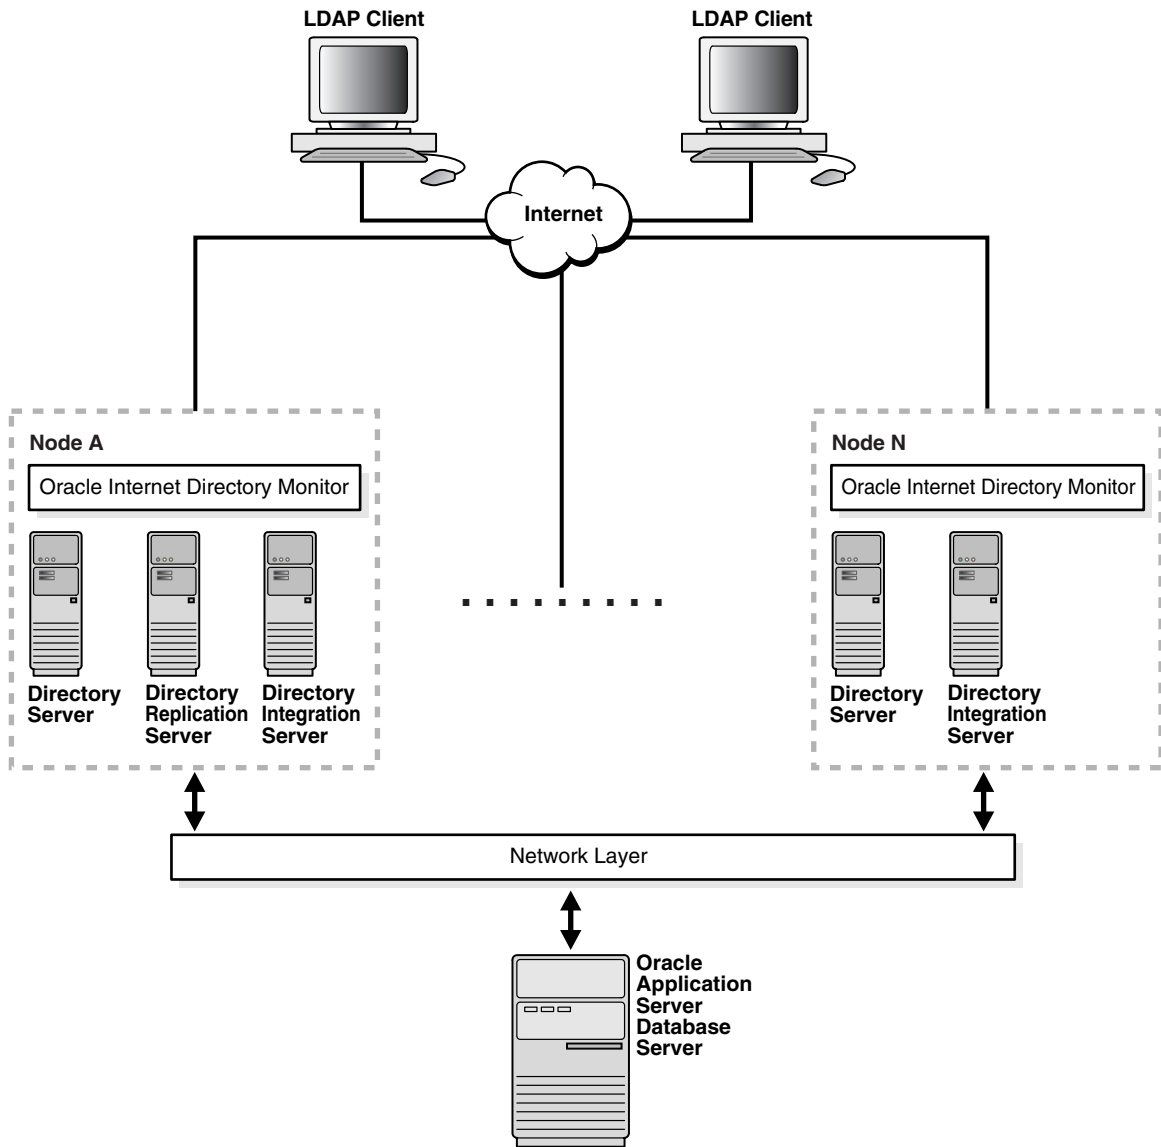 LDAP Client
LDAP Client
Internet
Node A
Oracle Internet Directory Monitor
Directory
Server
Directory
Replication
Server
Directory
Integration
Server
Node N
Oracle Internet Directory Monitor
Directory
Server
Directory
Integration
Server
Network Layer
Oracle
Application
Server
Database
Server